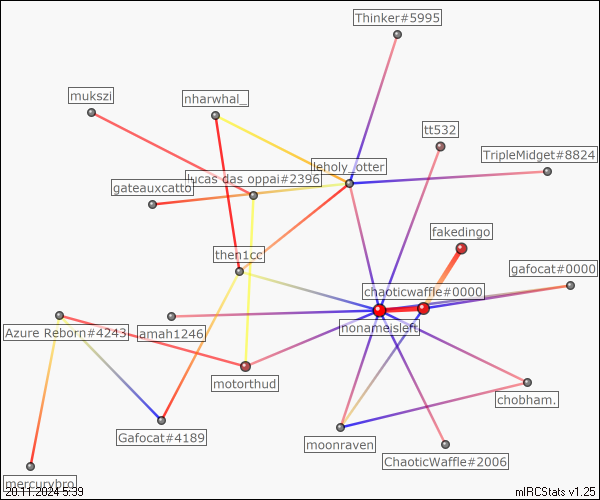 Thinker#5995
mukszi
nharwhal_
tt532
TripleMidget#8824
leholy_otter
lucas das oppai#2396
gateauxcatto
fakedingo
then1cc
gafocat#0000
chaoticwaffle#0000
nonameisleft
Azure Reborn#4243
amah1246
motorthud
chobham.
Gafocat#4189
moonraven
ChaoticWaffle#2006
mercurybro
20.11.2024 5:39
mIRCStats v1.25